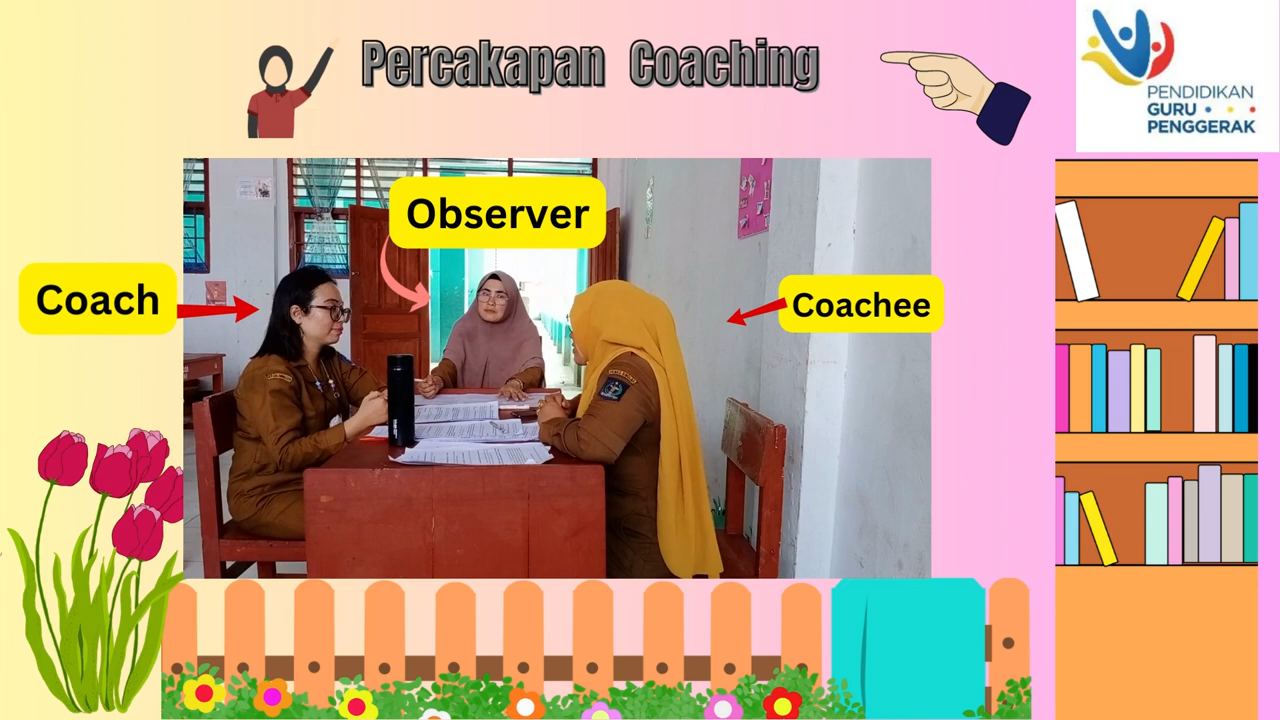 Percakapan Coaching
PENDIDIKAN
GURU
PENGGERAK
Observer
Coach
Coachee